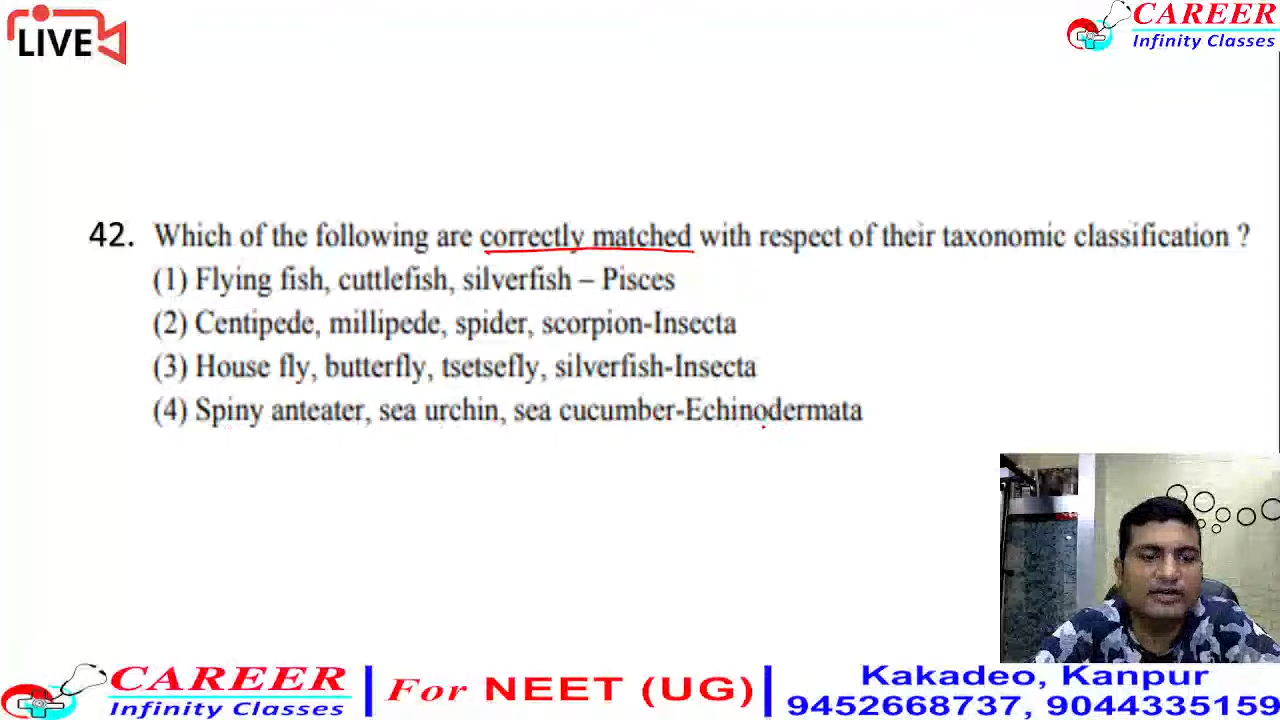 LIVE
CAREER
Infinity Classes
42. Which of the following are correctly matched with respect of their taxonomic classification ?
(1) Flying fish, cuttlefish, silverfish – Pisces
(2) Centipede, millipede, spider, scorpion-Insecta
(3) House fly, butterfly, tsetsefly, silverfish-Insecta
(4) Spiny anteater, sea urchin, sea cucumber-Echinodermata
CAREER
Infinity Classes
For NEET (UG)
Kakadeo, Kanpur
9452668737, 9044335159